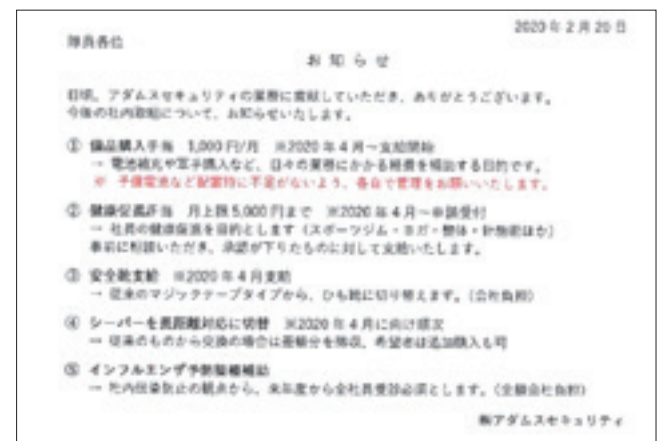 2020年2月20日
隊員各位
お知らせ
日頃、アダムスセキュリティの業務に貢献していただき、ありがとうございます。
今後の社内取組について、お知らせいたします。
① 備品購入手当 1,000円/月 ※2020年4月～支給開始
→ 電池補充や軍手購入など、日々の業務にかかる経費を補助する目的です。
※ 予備電池など配置時に不足がないよう、各自で管理をお願いいたします。
② 健康促進手当 月上限5,000円まで ※2020年4月～申請受付
→ 社員の健康促進を目的とします（スポーツジム・ヨガ・整体・針施術ほか）
事前に相談いただき、承認が下りたものに対して支給いたします。
③ 安全靴支給 ※2020年4月支給
→ 従来のマジックテープタイプから、ひも靴に切り替えます。（会社負担）
④ シーバーを長距離対応に切替 ※2020年4月に向け順次
→ 従来のものから交換の場合は差額分を徴収、希望者は追加購入も可
⑤ インフルエンザ予防接種補助
→ 社内伝染防止の観点から、来年度から全社員受診必須とします。（全額会社負担）
㈱アダムスセキュリティ